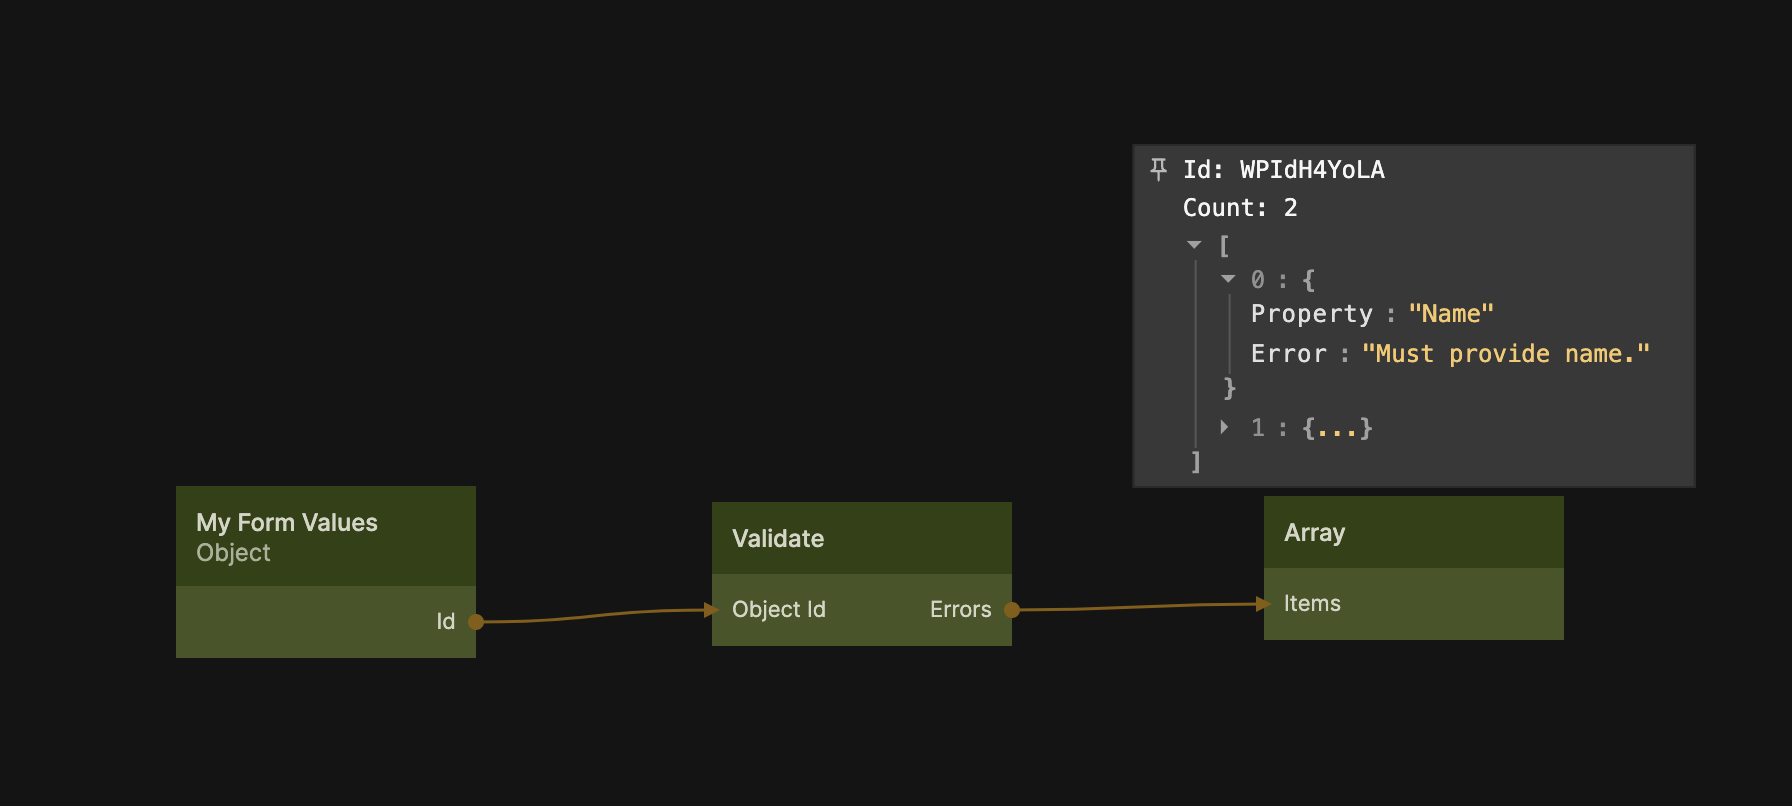 Id: WPIdH4YoLA
Count: 2
[
0 : {
Property : "Name"
Error : "Must provide name."
}
1 : {...}
]
My Form Values
Object
Id
Validate
Object Id
Errors
Array
Items